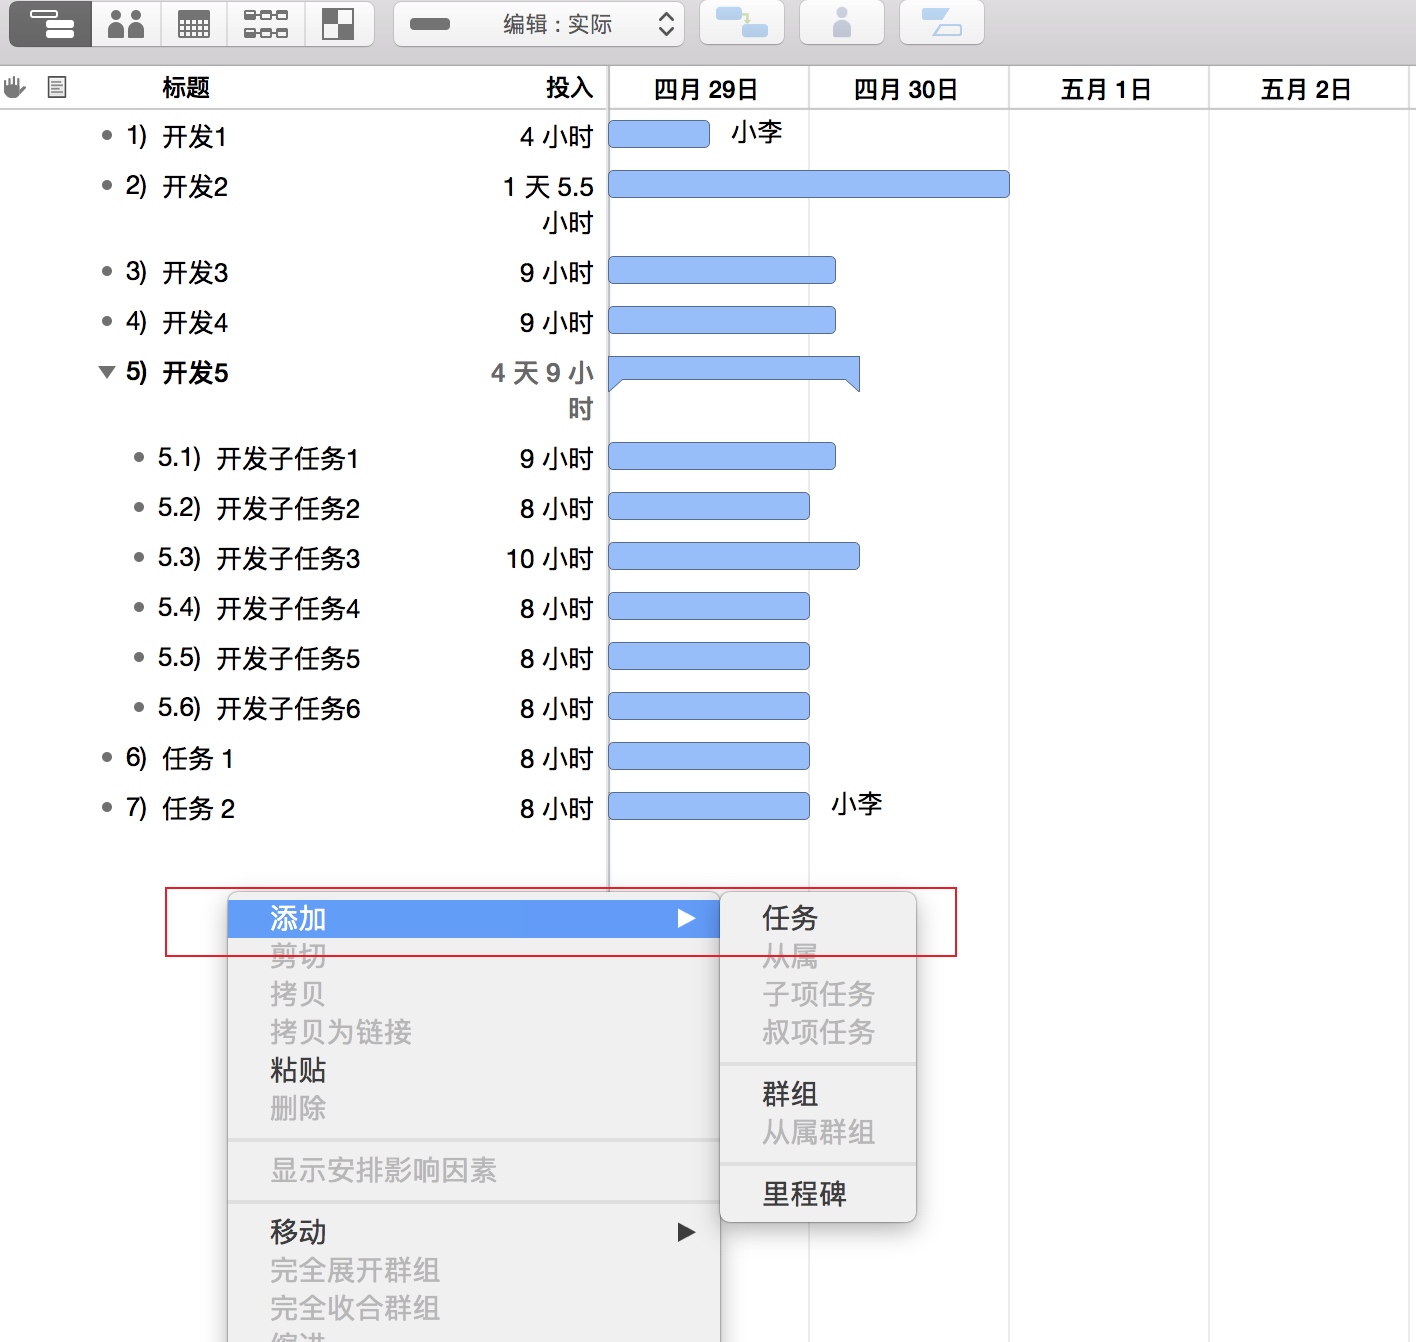 编辑：实际
标题 投入 四月 29日 四月 30日 五月 1日 五月 2日
1) 开发1 4 小时 小李
2) 开发2 1 天 5.5
小时
3) 开发3 9 小时
4) 开发4 9 小时
5) 开发5 4 天 9 小
时
5.1) 开发子任务1 9 小时
5.2) 开发子任务2 8 小时
5.3) 开发子任务3 10 小时
5.4) 开发子任务4 8 小时
5.5) 开发子任务5 8 小时
5.6) 开发子任务6 8 小时
6) 任务 1 8 小时
7) 任务 2 8 小时 小李
添加
剪切
拷贝
拷贝为链接
粘贴
删除
显示安排影响因素
移动
完全展开群组
完全收合群组
缩进
任务
从属
子项任务
叔项任务
群组
从属群组
里程碑